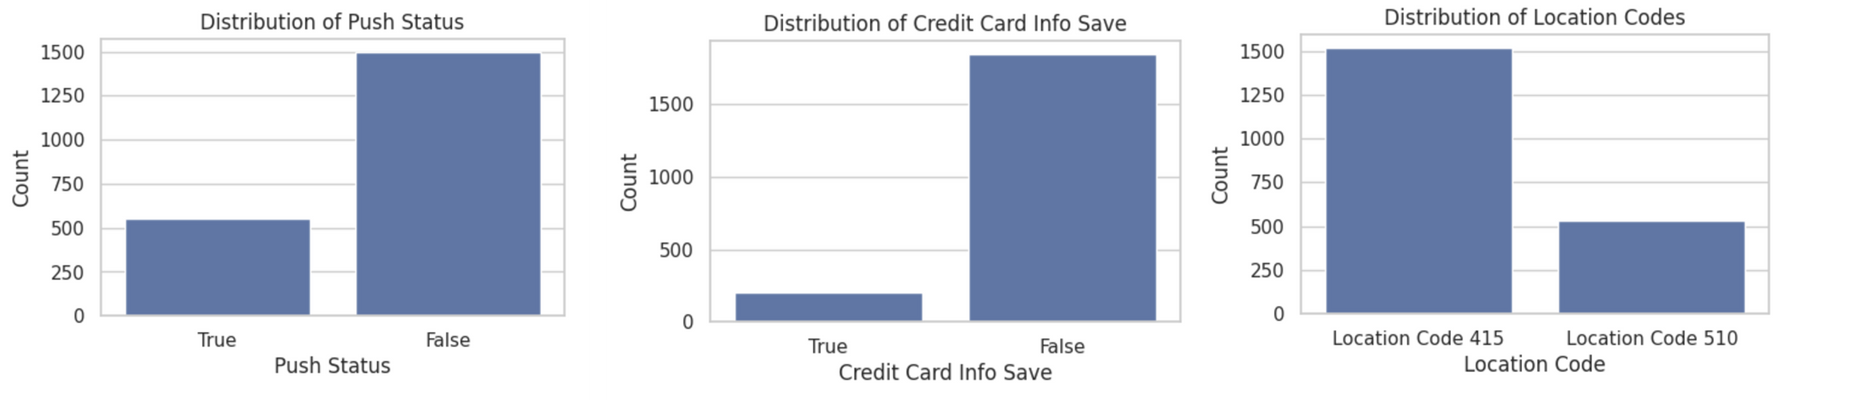 Distribution of Push Status
1500
1250
1000
750
500
250
0
Count
True False
Push Status
Distribution of Credit Card Info Save
1500
1000
500
0
Count
True False
Credit Card Info Save
Distribution of Location Codes
1500
1250
1000
750
500
250
0
Count
Location Code 415 Location Code 510
Location Code